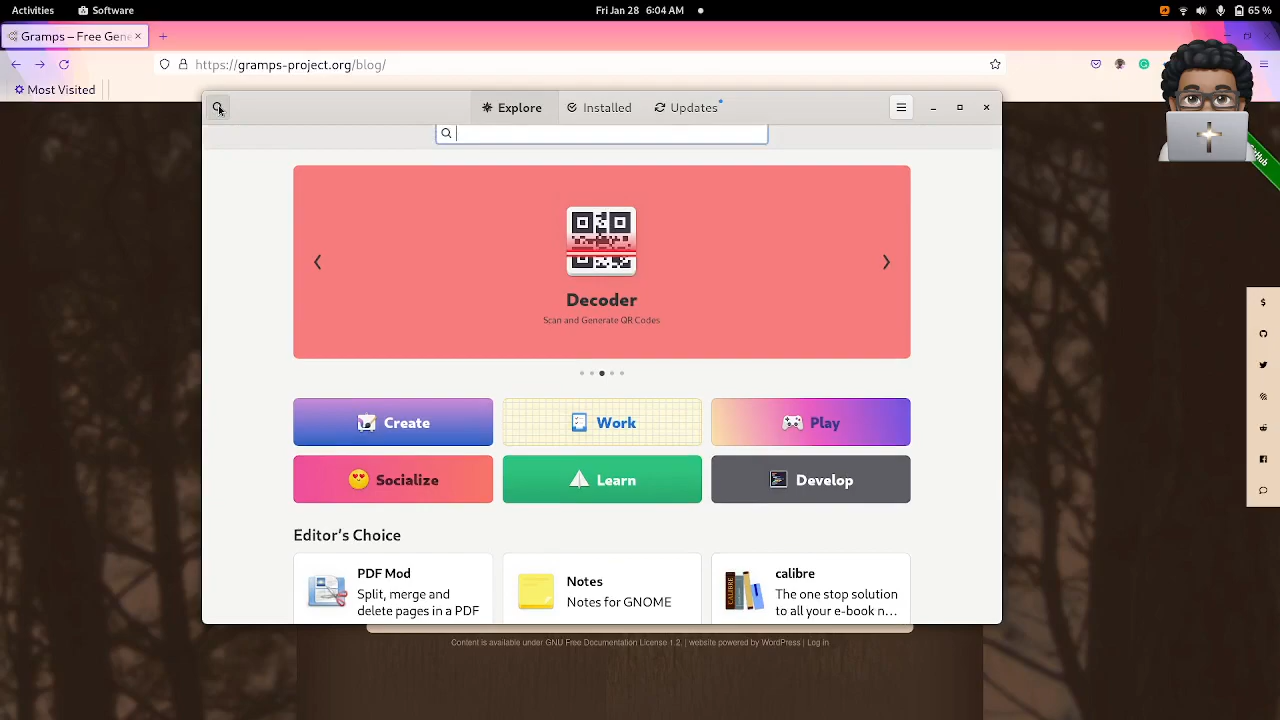 Activities
Software
Fri Jan 28 6:04 AM
65 %
Gramps – Free Gene
https://gramps-project.org/blog/
Most Visited
Explore
Installed
Updates
GitHub
Decoder
Scan and Generate QR Codes
Create
Work
Play
Socialize
Learn
Develop
Editor's Choice
PDF Mod
Split, merge and
delete pages in a PDF
Notes
Notes for GNOME
calibre
The one stop solution
to all your e-book n...
Content is available under GNU Free Documentation License 1.2. | website powered by WordPress | Log in